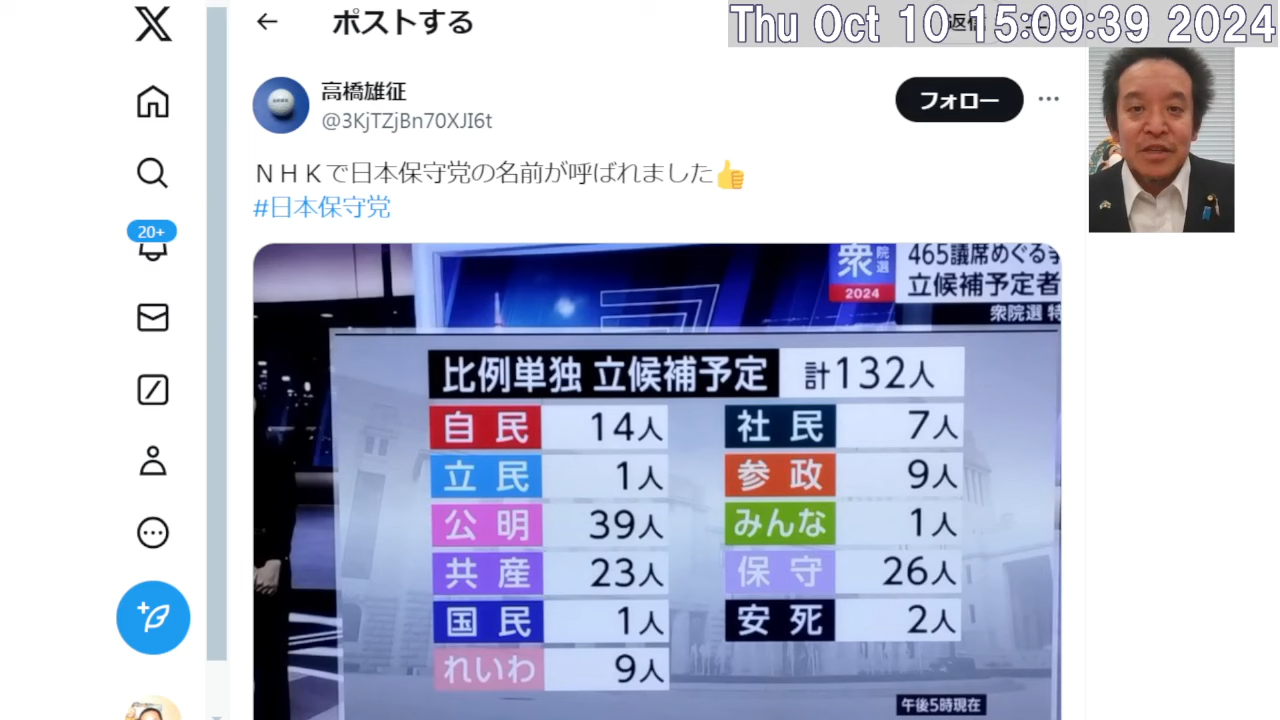 ポストする
Thu Oct 10 15:09:39 2024
高橋雄征
@3KjTZjBn70XJI6t
フォロー
20+
ＮＨＫで日本保守党の名前が呼ばれました👍
#日本保守党
衆院選
2024
465議席めぐる
立候補予定者
衆院選 特
比例単独 立候補予定 計132人
自民 14人
社民 7人
立民 1人
参政 9人
公明 39人
みんな 1人
共産 23人
保守 26人
国民 1人
安死 2人
れいわ 9人
午後5時現在